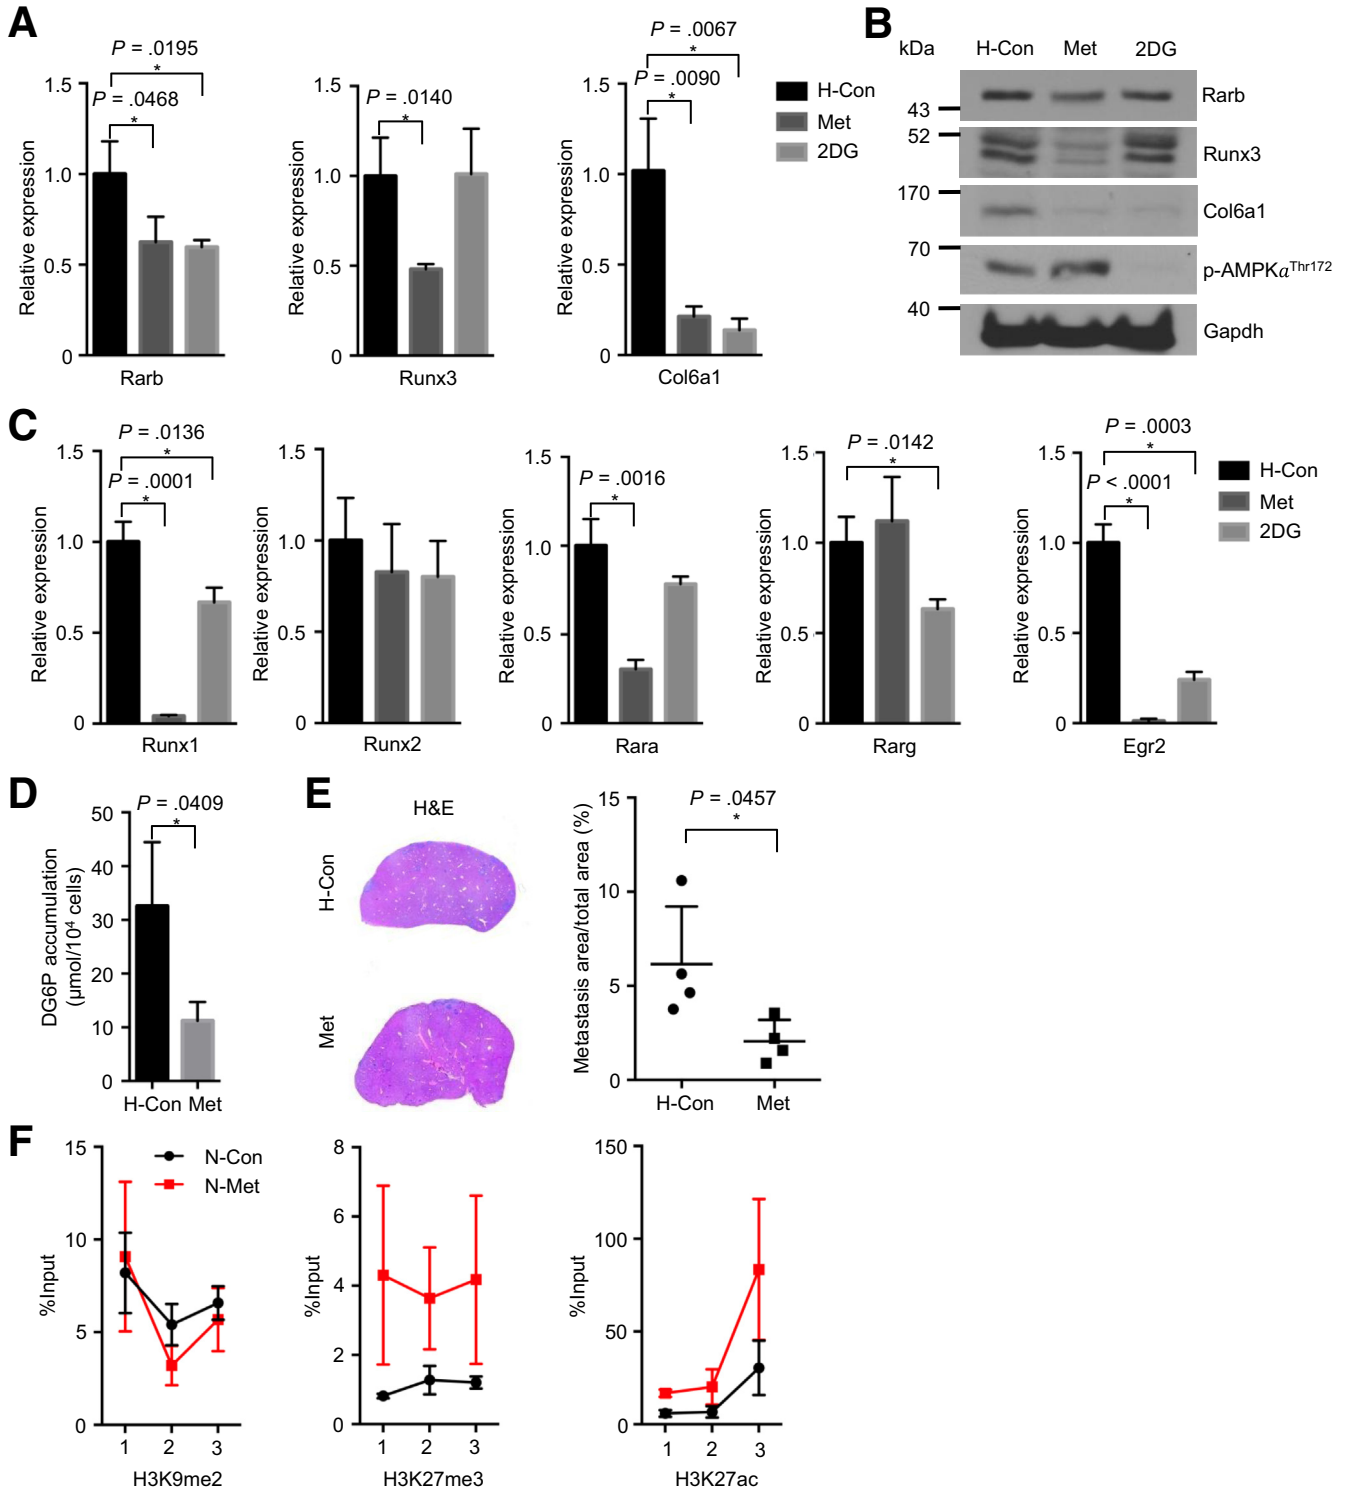 A
P = .0195
*
P = .0468
*
1.5
1.0
0.5
0
Relative expression
Rarb
P = .0140
*
1.5
1.0
0.5
0
Relative expression
Runx3
P = .0067
*
P = .0090
*
1.5
1.0
0.5
0
Relative expression
Col6a1
H-Con
Met
2DG
B
kDa H-Con Met 2DG
43 Rarb
52 Runx3
170 Col6a1
70 p-AMPKα^Thr172
40 Gapdh
C
P = .0136
*
P = .0001
*
1.5
1.0
0.5
0
Relative expression
Runx1
1.5
1.0
0.5
0
Relative expression
Runx2
P = .0016
*
1.5
1.0
0.5
0
Relative expression
Rara
P = .0142
*
1.5
1.0
0.5
0
Relative expression
Rarg
P = .0003
*
P < .0001
*
1.5
1.0
0.5
0
Relative expression
Egr2
H-Con
Met
2DG
D
P = .0409
*
50
40
30
20
10
0
DG6P accumulation
(μmol/10⁴ cells)
H-Con Met
E
H&E
H-Con
Met
P = .0457
*
15
10
5
0
Metastasis area/total area (%)
H-Con Met
F
N-Con
N-Met
15
10
5
0
%Input
1 2 3
H3K9me2
8
6
4
2
0
%Input
1 2 3
H3K27me3
150
100
50
0
%Input
1 2 3
H3K27ac